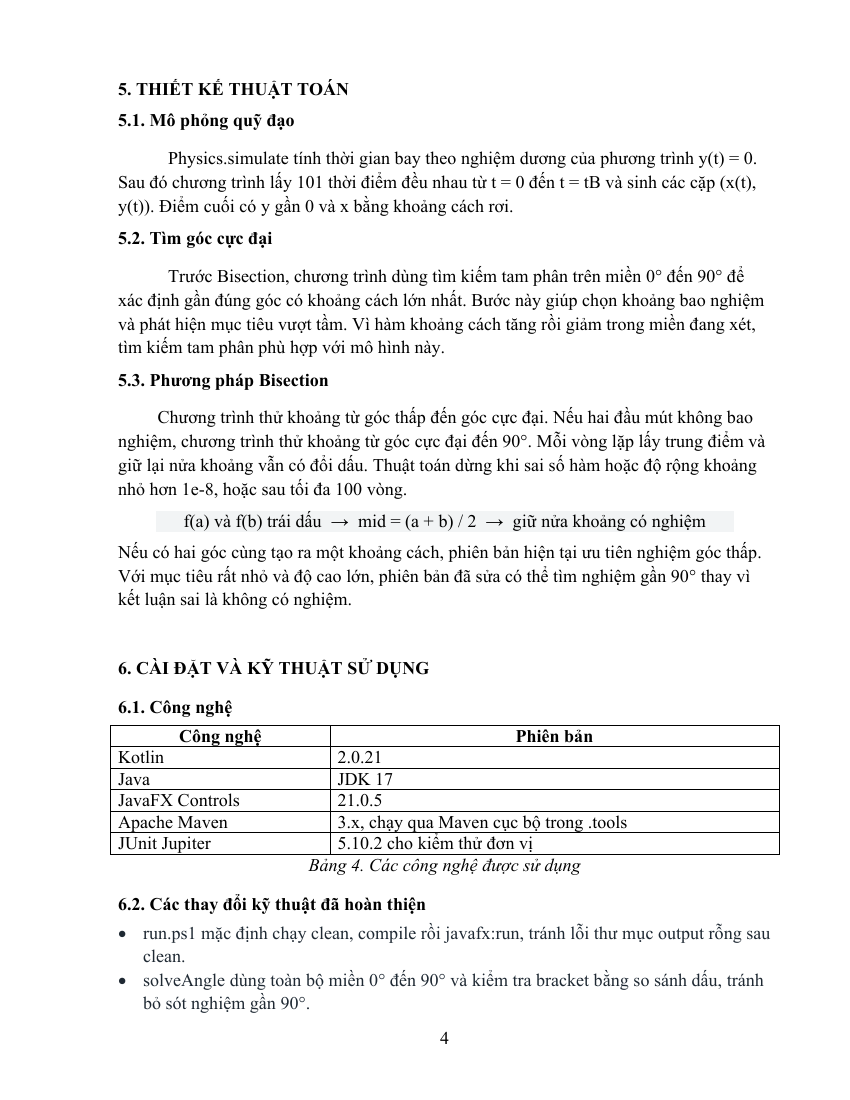 5. THIẾT KẾ THUẬT TOÁN
5.1. Mô phỏng quỹ đạo
Physics.simulate tính thời gian bay theo nghiệm dương của phương trình y(t) = 0.
Sau đó chương trình lấy 101 thời điểm đều nhau từ t = 0 đến t = tB và sinh các cặp (x(t),
y(t)). Điểm cuối có y gần 0 và x bằng khoảng cách rơi.
5.2. Tìm góc cực đại
Trước Bisection, chương trình dùng tìm kiếm tam phân trên miền 0° đến 90° để
xác định gần đúng góc có khoảng cách lớn nhất. Bước này giúp chọn khoảng bao nghiệm
và phát hiện mục tiêu vượt tầm. Vì hàm khoảng cách tăng rồi giảm trong miền đang xét,
tìm kiếm tam phân phù hợp với mô hình này.
5.3. Phương pháp Bisection
Chương trình thử khoảng từ góc thấp đến góc cực đại. Nếu hai đầu mút không bao
nghiệm, chương trình thử khoảng từ góc cực đại đến 90°. Mỗi vòng lặp lấy trung điểm và
giữ lại nửa khoảng vẫn có đổi dấu. Thuật toán dừng khi sai số hàm hoặc độ rộng khoảng
nhỏ hơn 1e-8, hoặc sau tối đa 100 vòng.
f(a) và f(b) trái dấu → mid = (a + b) / 2 → giữ nửa khoảng có nghiệm
Nếu có hai góc cùng tạo ra một khoảng cách, phiên bản hiện tại ưu tiên nghiệm góc thấp.
Với mục tiêu rất nhỏ và độ cao lớn, phiên bản đã sửa có thể tìm nghiệm gần 90° thay vì
kết luận sai là không có nghiệm.
6. CÀI ĐẶT VÀ KỸ THUẬT SỬ DỤNG
6.1. Công nghệ
Công nghệ Phiên bản
Kotlin 2.0.21
Java JDK 17
JavaFX Controls 21.0.5
Apache Maven 3.x, chạy qua Maven cục bộ trong .tools
JUnit Jupiter 5.10.2 cho kiểm thử đơn vị
Bảng 4. Các công nghệ được sử dụng
6.2. Các thay đổi kỹ thuật đã hoàn thiện
• run.ps1 mặc định chạy clean, compile rồi javafx:run, tránh lỗi thư mục output rỗng sau
clean.
• solveAngle dùng toàn bộ miền 0° đến 90° và kiểm tra bracket bằng so sánh dấu, tránh
bỏ sót nghiệm gần 90°.
4